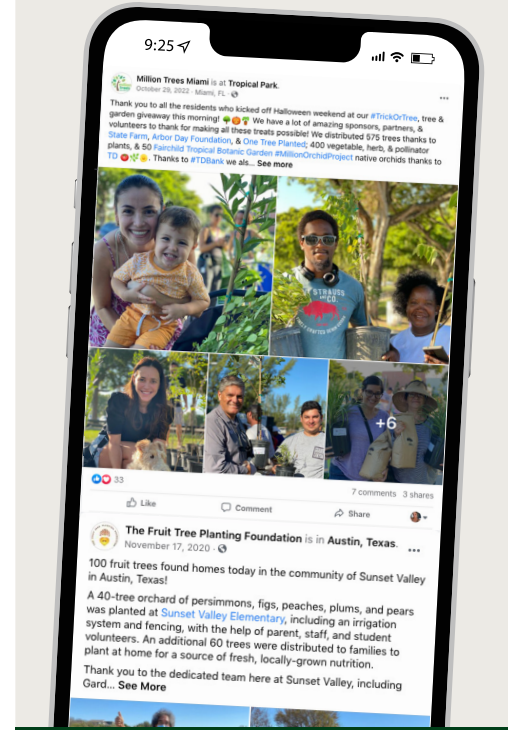 9:25
Million Trees Miami is at Tropical Park.
October 29, 2022 · Miami, FL ·
Thank you to all the residents who kicked off Halloween weekend at our #TrickOrTree, tree &
garden giveaway this morning! 🌳🎃🌴 We have a lot of amazing sponsors, partners, &
volunteers to thank for making all these treats possible! We distributed 575 trees thanks to
State Farm, Arbor Day Foundation, & One Tree Planted; 400 vegetable, herb, & pollinator
plants, & 50 Fairchild Tropical Botanic Garden #MillionOrchidProject native orchids thanks to
TD Thanks to #TDBank we als... See more
STRAUSS
&CO.
+6
33
7 comments 3 shares
Like Comment Share
The Fruit Tree Planting Foundation is in Austin, Texas.
November 17, 2020 ·
100 fruit trees found homes today in the community of Sunset Valley
in Austin, Texas!
A 40-tree orchard of persimmons, figs, peaches, plums, and pears
was planted at Sunset Valley Elementary, including an irrigation
system and fencing, with the help of parent, staff, and student
volunteers. An additional 60 trees were distributed to families to
plant at home for a source of fresh, locally-grown nutrition.
Thank you to the dedicated team here at Sunset Valley, including
Gard... See More